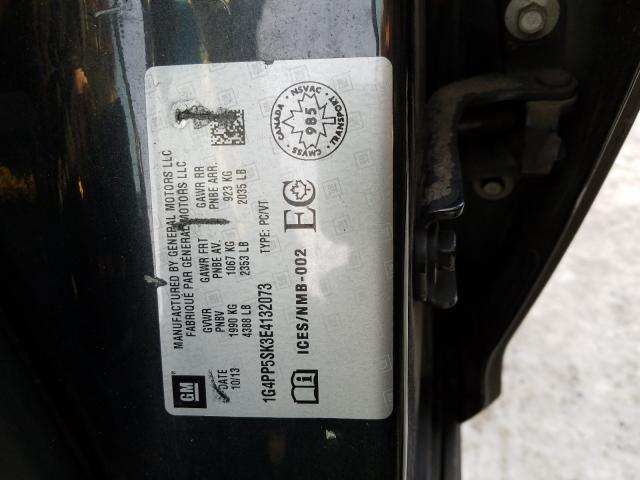 GM
MANUFACTURED BY GENERAL MOTORS LLC
FABRIQUÉ PAR GENERAL MOTORS LLC
DATE GVWR GAWR FRT GAWR RR
10/13 PNBV PNBE AV. PNBE ARR.
1990 KG 1067 KG 923 KG
4388 LB 2353 LB 2035 LB
TYPE: PC/VT
1G4PP5SK3E4132073
ICES/NMB-002
EC
CANADA NSVAC TRANSPORT CMVSS
985